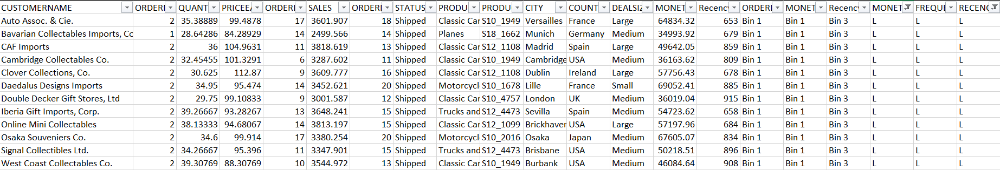 CUSTOMERNAME ORDERI QUANT PRICEEA ORDERI SALES ORDERI STATUS PRODU PRODU CITY COUNT DEALSIZ MONET Recency ORDERI MONET Recency MONET FREQUE RECENC
Auto Assoc. & Cie. 2 35.38889 99.4878 17 3601.907 18 Shipped Classic Car S10_1949 Versailles France Large 64834.32 653 Bin 1 Bin 1 Bin 3 L L L
Bavarian Collectables Imports, Co 1 28.64286 84.28929 14 2499.566 14 Shipped Planes S18_1662 Munich Germany Medium 34993.92 679 Bin 1 Bin 1 Bin 3 L L L
CAF Imports 2 36 104.9631 11 3818.619 13 Shipped Classic Car S12_1108 Madrid Spain Large 49642.05 859 Bin 1 Bin 1 Bin 3 L L L
Cambridge Collectables Co. 2 32.45455 101.3291 6 3287.602 11 Shipped Classic Car S10_1949 Cambridge USA Medium 36163.62 809 Bin 1 Bin 1 Bin 3 L L L
Clover Collections, Co. 2 30.625 112.87 9 3609.777 16 Shipped Classic Car S12_1108 Dublin Ireland Large 57756.43 678 Bin 1 Bin 1 Bin 3 L L L
Daedalus Designs Imports 2 34.95 95.474 14 3452.621 20 Shipped Motorcycl S10_1678 Lille France Small 69052.41 885 Bin 1 Bin 1 Bin 3 L L L
Double Decker Gift Stores, Ltd 2 29.75 99.10833 9 3001.587 12 Shipped Classic Car S10_4757 London UK Medium 36019.04 915 Bin 1 Bin 1 Bin 3 L L L
Iberia Gift Imports, Corp. 2 39.26667 93.28267 13 3648.241 15 Shipped Trucks and S12_4473 Sevilla Spain Medium 54723.62 658 Bin 1 Bin 1 Bin 3 L L L
Online Mini Collectables 2 38.13333 94.68067 14 3813.197 15 Shipped Classic Car S12_1099 Brickhaven USA Large 57197.96 684 Bin 1 Bin 1 Bin 3 L L L
Osaka Souveniers Co. 2 34.6 99.914 17 3380.254 20 Shipped Motorcycl S10_2016 Osaka Japan Medium 67605.07 834 Bin 1 Bin 1 Bin 3 L L L
Signal Collectibles Ltd. 2 34.26667 95.396 11 3347.901 15 Shipped Trucks and S12_4473 Brisbane USA Medium 50218.51 896 Bin 1 Bin 1 Bin 3 L L L
West Coast Collectables Co. 2 39.30769 88.30769 10 3544.972 13 Shipped Classic Car S10_1949 Burbank USA Medium 46084.64 908 Bin 1 Bin 1 Bin 3 L L L